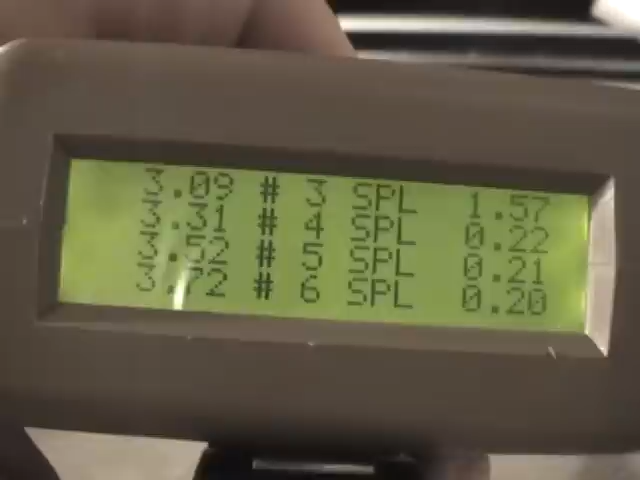 3.09 # 3 SPL 1.57
3.31 # 4 SPL 0.22
3.52 # 5 SPL 0.21
3.72 # 6 SPL 0.20